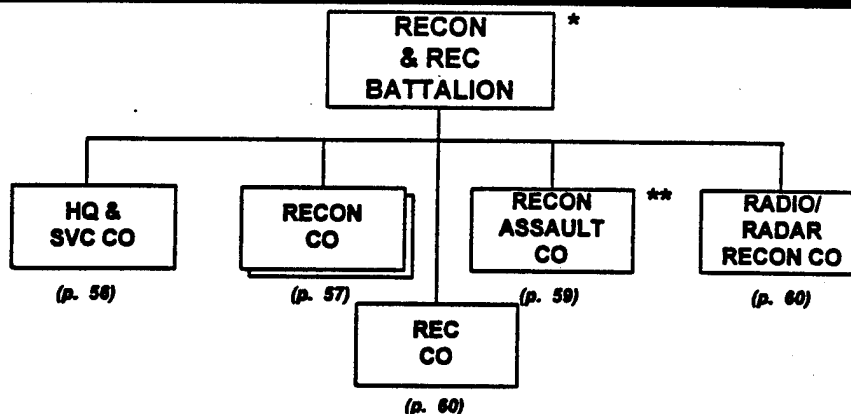 RECON
& REC
BATTALION
*
HQ &
SVC CO
(p. 56)
RECON
CO
(p. 57)
RECON
ASSAULT
CO
**
(p. 59)
RADIO/
RADAR
RECON CO
(p. 60)
REC
CO
(p. 60)